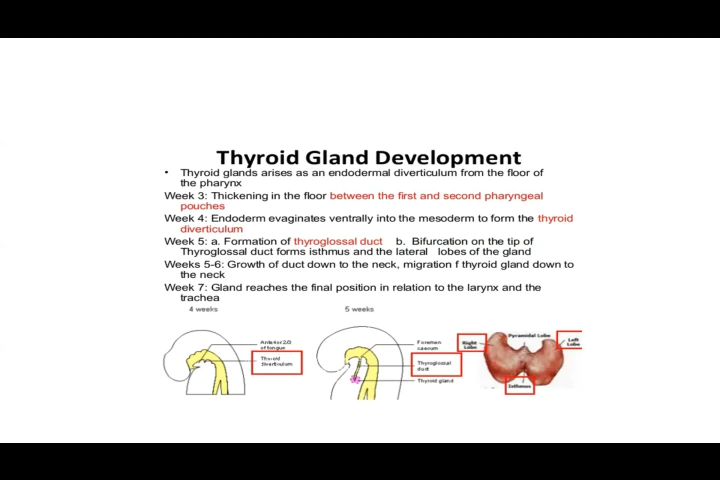 Thyroid Gland Development
• Thyroid glands arises as an endodermal diverticulum from the floor of
the pharynx
Week 3: Thickening in the floor between the first and second pharyngeal
pouches
Week 4: Endoderm evaginates ventrally into the mesoderm to form the thyroid
diverticulum
Week 5: a. Formation of thyroglossal duct b. Bifurcation on the tip of
Thyroglossal duct forms isthmus and the lateral lobes of the gland
Weeks 5-6: Growth of duct down to the neck, migration f thyroid gland down to
the neck
Week 7: Gland reaches the final position in relation to the larynx and the
trachea
4 weeks
5 weeks
Anterior 2/3
of tongue
Thyroid
diverticulum
Foremen
caecum
Thyroglossal
duct
Thyroid gland
Right
Lobe
Pyramidal Lobe
Left
Lobe
Isthmus